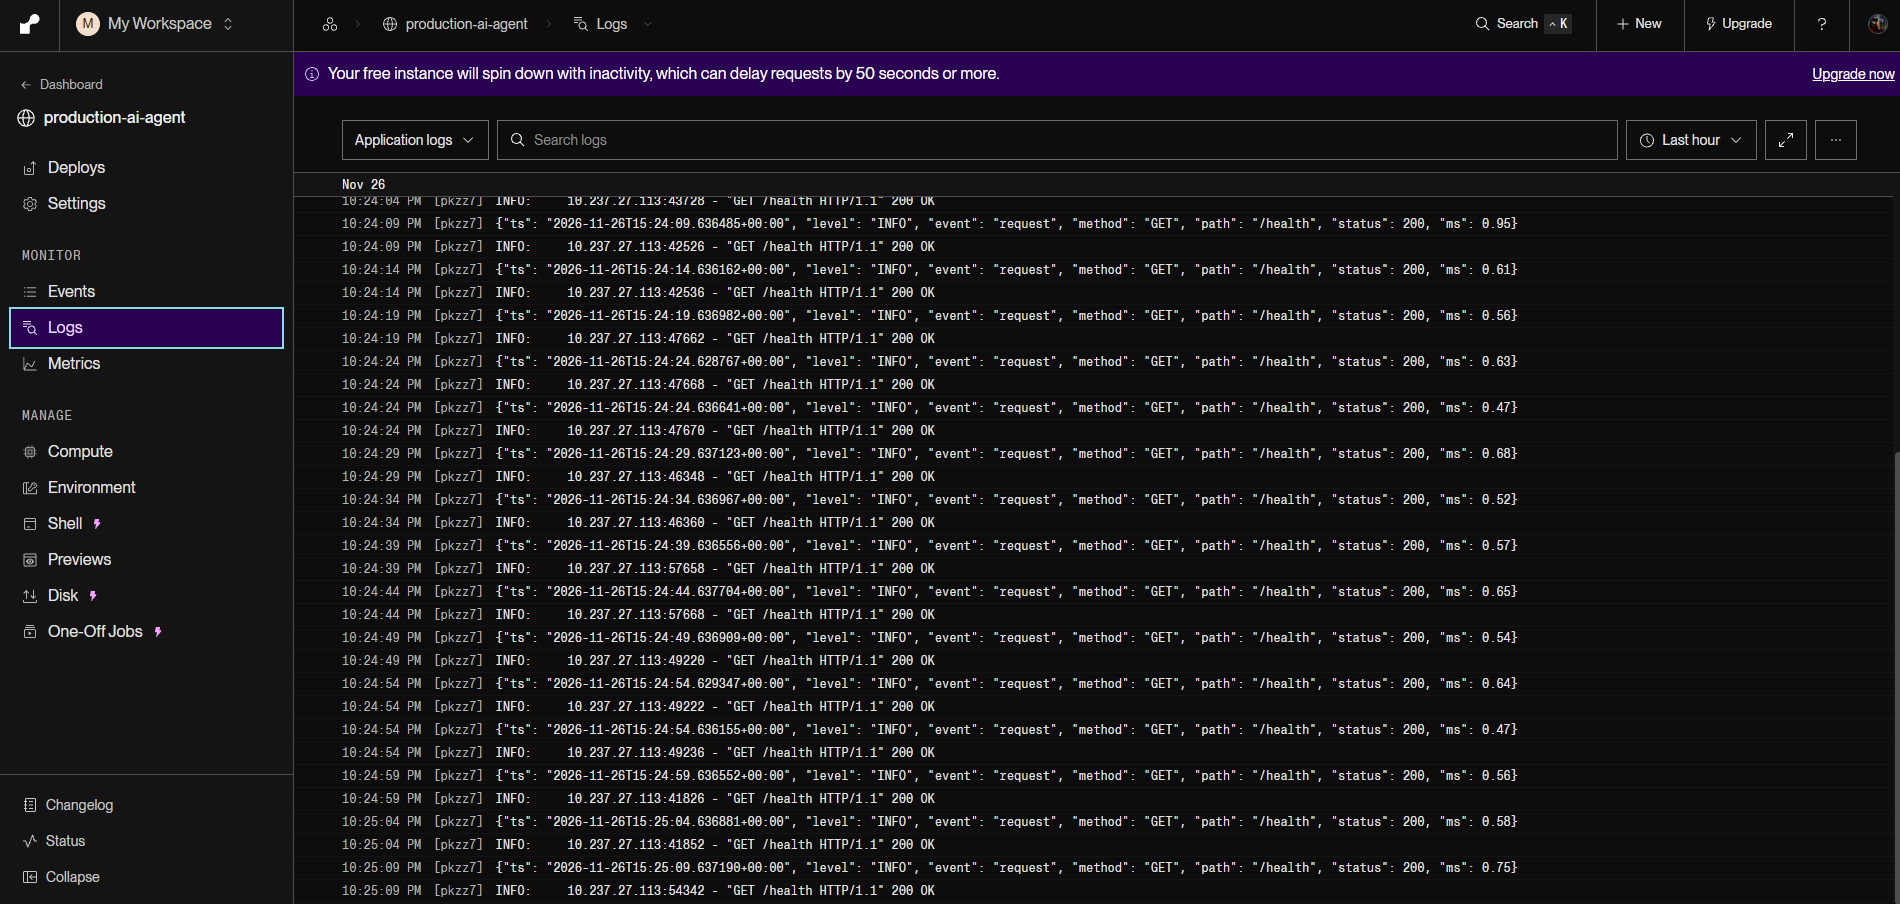 M My Workspace
production-ai-agent
Logs
Search ^ K
New
Upgrade
?
Your free instance will spin down with inactivity, which can delay requests by 50 seconds or more.
Upgrade now
Dashboard
production-ai-agent
Deploys
Settings
MONITOR
Events
Logs
Metrics
MANAGE
Compute
Environment
Shell
Previews
Disk
One-Off Jobs
Changelog
Status
Collapse
Application logs
Search logs
Last hour
...
Nov 26
10:24:04 PM [pkzz7] INFO: 10.237.27.113:43728 - "GET /health HTTP/1.1" 200 OK
10:24:09 PM [pkzz7] {"ts": "2026-11-26T15:24:09.636485+00:00", "level": "INFO", "event": "request", "method": "GET", "path": "/health", "status": 200, "ms": 0.95}
10:24:09 PM [pkzz7] INFO: 10.237.27.113:42526 - "GET /health HTTP/1.1" 200 OK
10:24:14 PM [pkzz7] {"ts": "2026-11-26T15:24:14.636162+00:00", "level": "INFO", "event": "request", "method": "GET", "path": "/health", "status": 200, "ms": 0.61}
10:24:14 PM [pkzz7] INFO: 10.237.27.113:42536 - "GET /health HTTP/1.1" 200 OK
10:24:19 PM [pkzz7] {"ts": "2026-11-26T15:24:19.636982+00:00", "level": "INFO", "event": "request", "method": "GET", "path": "/health", "status": 200, "ms": 0.56}
10:24:19 PM [pkzz7] INFO: 10.237.27.113:47662 - "GET /health HTTP/1.1" 200 OK
10:24:24 PM [pkzz7] {"ts": "2026-11-26T15:24:24.628767+00:00", "level": "INFO", "event": "request", "method": "GET", "path": "/health", "status": 200, "ms": 0.63}
10:24:24 PM [pkzz7] INFO: 10.237.27.113:47668 - "GET /health HTTP/1.1" 200 OK
10:24:24 PM [pkzz7] {"ts": "2026-11-26T15:24:24.636641+00:00", "level": "INFO", "event": "request", "method": "GET", "path": "/health", "status": 200, "ms": 0.47}
10:24:24 PM [pkzz7] INFO: 10.237.27.113:47670 - "GET /health HTTP/1.1" 200 OK
10:24:29 PM [pkzz7] {"ts": "2026-11-26T15:24:29.637123+00:00", "level": "INFO", "event": "request", "method": "GET", "path": "/health", "status": 200, "ms": 0.68}
10:24:29 PM [pkzz7] INFO: 10.237.27.113:46348 - "GET /health HTTP/1.1" 200 OK
10:24:34 PM [pkzz7] {"ts": "2026-11-26T15:24:34.636967+00:00", "level": "INFO", "event": "request", "method": "GET", "path": "/health", "status": 200, "ms": 0.52}
10:24:34 PM [pkzz7] INFO: 10.237.27.113:46360 - "GET /health HTTP/1.1" 200 OK
10:24:39 PM [pkzz7] {"ts": "2026-11-26T15:24:39.636556+00:00", "level": "INFO", "event": "request", "method": "GET", "path": "/health", "status": 200, "ms": 0.57}
10:24:39 PM [pkzz7] INFO: 10.237.27.113:57658 - "GET /health HTTP/1.1" 200 OK
10:24:44 PM [pkzz7] {"ts": "2026-11-26T15:24:44.637704+00:00", "level": "INFO", "event": "request", "method": "GET", "path": "/health", "status": 200, "ms": 0.65}
10:24:44 PM [pkzz7] INFO: 10.237.27.113:57668 - "GET /health HTTP/1.1" 200 OK
10:24:49 PM [pkzz7] {"ts": "2026-11-26T15:24:49.636909+00:00", "level": "INFO", "event": "request", "method": "GET", "path": "/health", "status": 200, "ms": 0.54}
10:24:49 PM [pkzz7] INFO: 10.237.27.113:49220 - "GET /health HTTP/1.1" 200 OK
10:24:54 PM [pkzz7] {"ts": "2026-11-26T15:24:54.629347+00:00", "level": "INFO", "event": "request", "method": "GET", "path": "/health", "status": 200, "ms": 0.64}
10:24:54 PM [pkzz7] INFO: 10.237.27.113:49222 - "GET /health HTTP/1.1" 200 OK
10:24:54 PM [pkzz7] {"ts": "2026-11-26T15:24:54.636155+00:00", "level": "INFO", "event": "request", "method": "GET", "path": "/health", "status": 200, "ms": 0.47}
10:24:54 PM [pkzz7] INFO: 10.237.27.113:49236 - "GET /health HTTP/1.1" 200 OK
10:24:59 PM [pkzz7] {"ts": "2026-11-26T15:24:59.636552+00:00", "level": "INFO", "event": "request", "method": "GET", "path": "/health", "status": 200, "ms": 0.56}
10:24:59 PM [pkzz7] INFO: 10.237.27.113:41826 - "GET /health HTTP/1.1" 200 OK
10:25:04 PM [pkzz7] {"ts": "2026-11-26T15:25:04.636881+00:00", "level": "INFO", "event": "request", "method": "GET", "path": "/health", "status": 200, "ms": 0.58}
10:25:04 PM [pkzz7] INFO: 10.237.27.113:41852 - "GET /health HTTP/1.1" 200 OK
10:25:09 PM [pkzz7] {"ts": "2026-11-26T15:25:09.637190+00:00", "level": "INFO", "event": "request", "method": "GET", "path": "/health", "status": 200, "ms": 0.75}
10:25:09 PM [pkzz7] INFO: 10.237.27.113:54342 - "GET /health HTTP/1.1" 200 OK